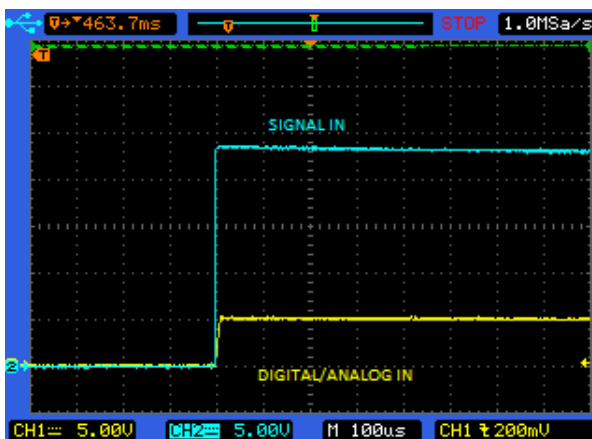 463.7ms T STOP 1.0MSa/s
T
SIGNAL IN
2
DIGITAL/ANALOG IN
CH1 5.00V CH2 5.00V M 100us CH1 200mV